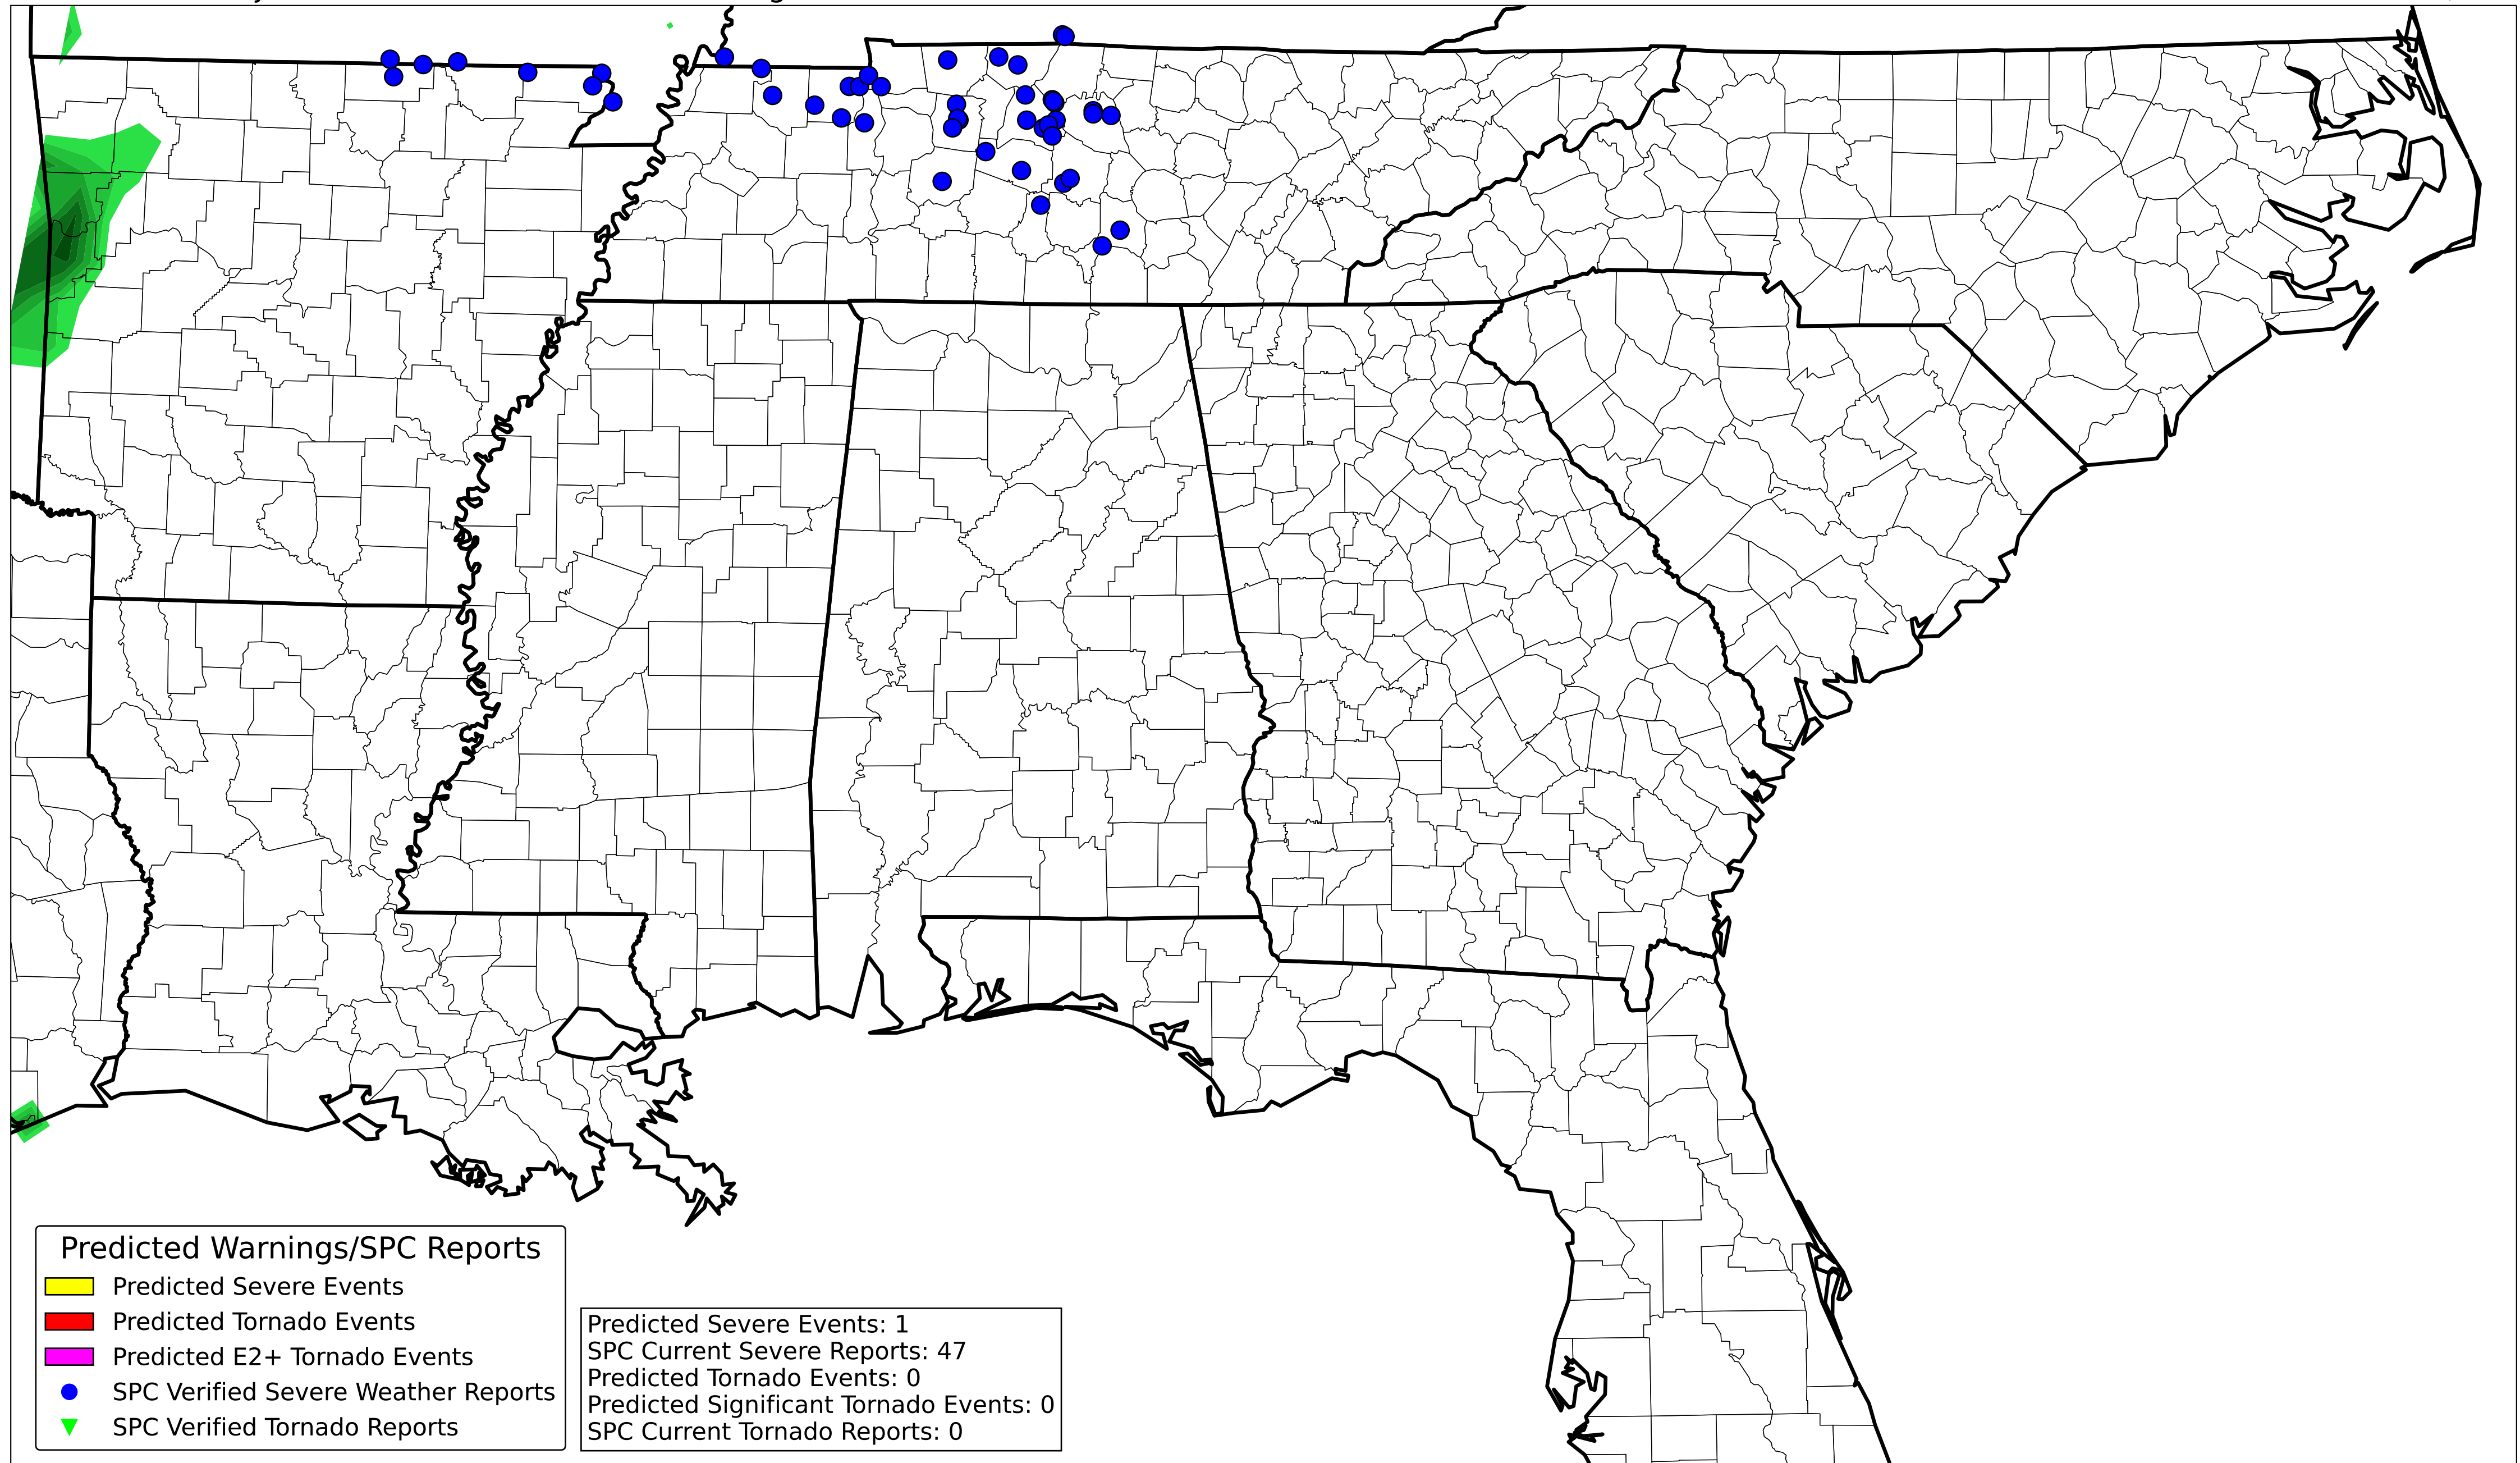 Predicted Warnings/SPC Reports
Predicted Severe Events
Predicted Tornado Events
Predicted E2+ Tornado Events
SPC Verified Severe Weather Reports
SPC Verified Tornado Reports
Predicted Severe Events: 1
SPC Current Severe Reports: 47
Predicted Tornado Events: 0
Predicted Significant Tornado Events: 0
SPC Current Tornado Reports: 0